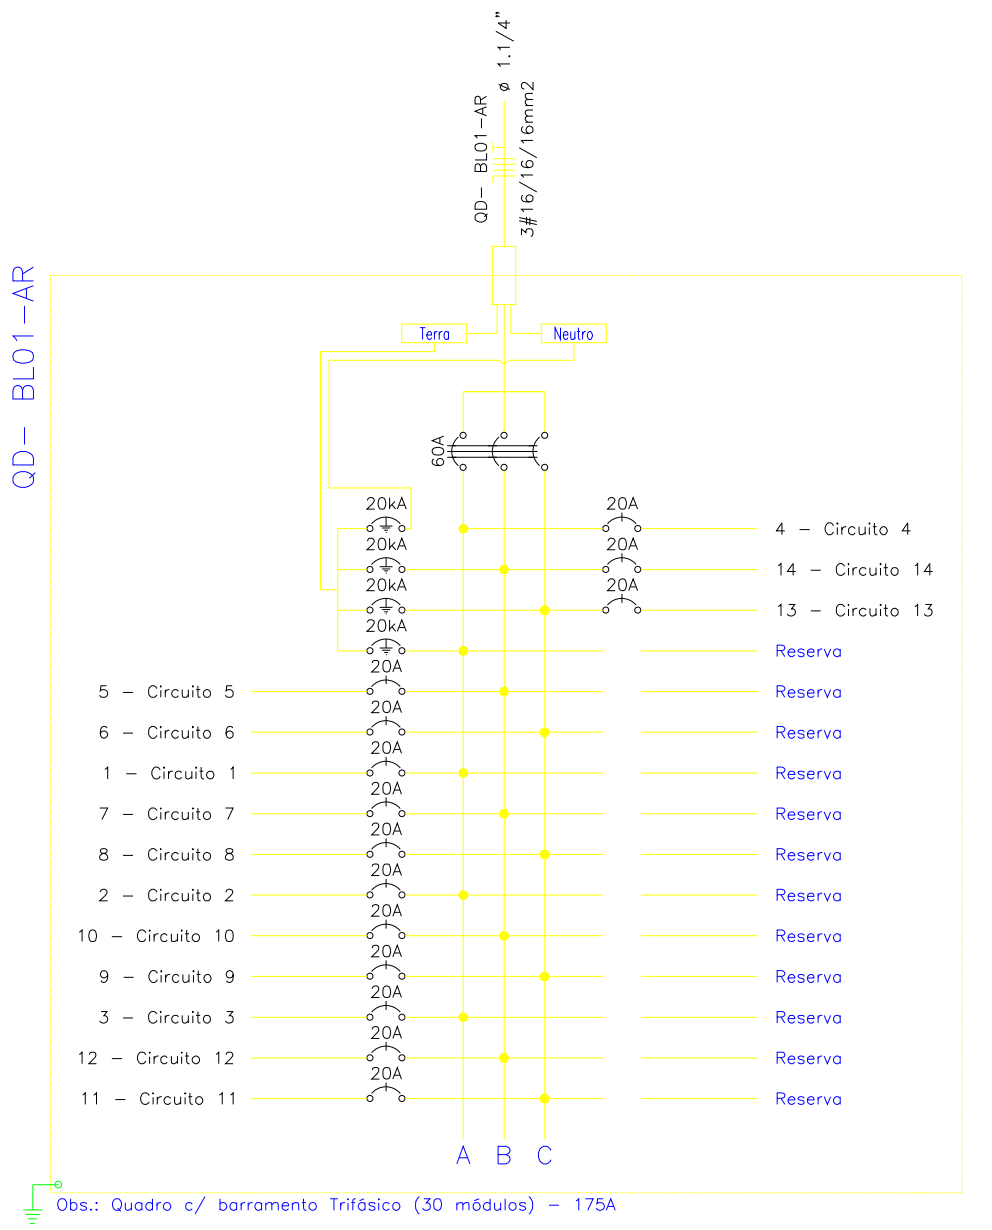 ø 1.1/4"
QD- BL01-AR
3#16/16/16mm2
QD- BL01-AR
Terra
Neutro
60A
20kA
20A
4 - Circuito 4
20kA
20A
14 - Circuito 14
20kA
20A
13 - Circuito 13
20kA
Reserva
20A
5 - Circuito 5
Reserva
20A
6 - Circuito 6
Reserva
20A
1 - Circuito 1
Reserva
20A
7 - Circuito 7
Reserva
20A
8 - Circuito 8
Reserva
20A
2 - Circuito 2
Reserva
20A
10 - Circuito 10
Reserva
20A
9 - Circuito 9
Reserva
20A
3 - Circuito 3
Reserva
20A
12 - Circuito 12
Reserva
20A
11 - Circuito 11
Reserva
A B C
Obs.: Quadro c/ barramento Trifásico (30 módulos) - 175A